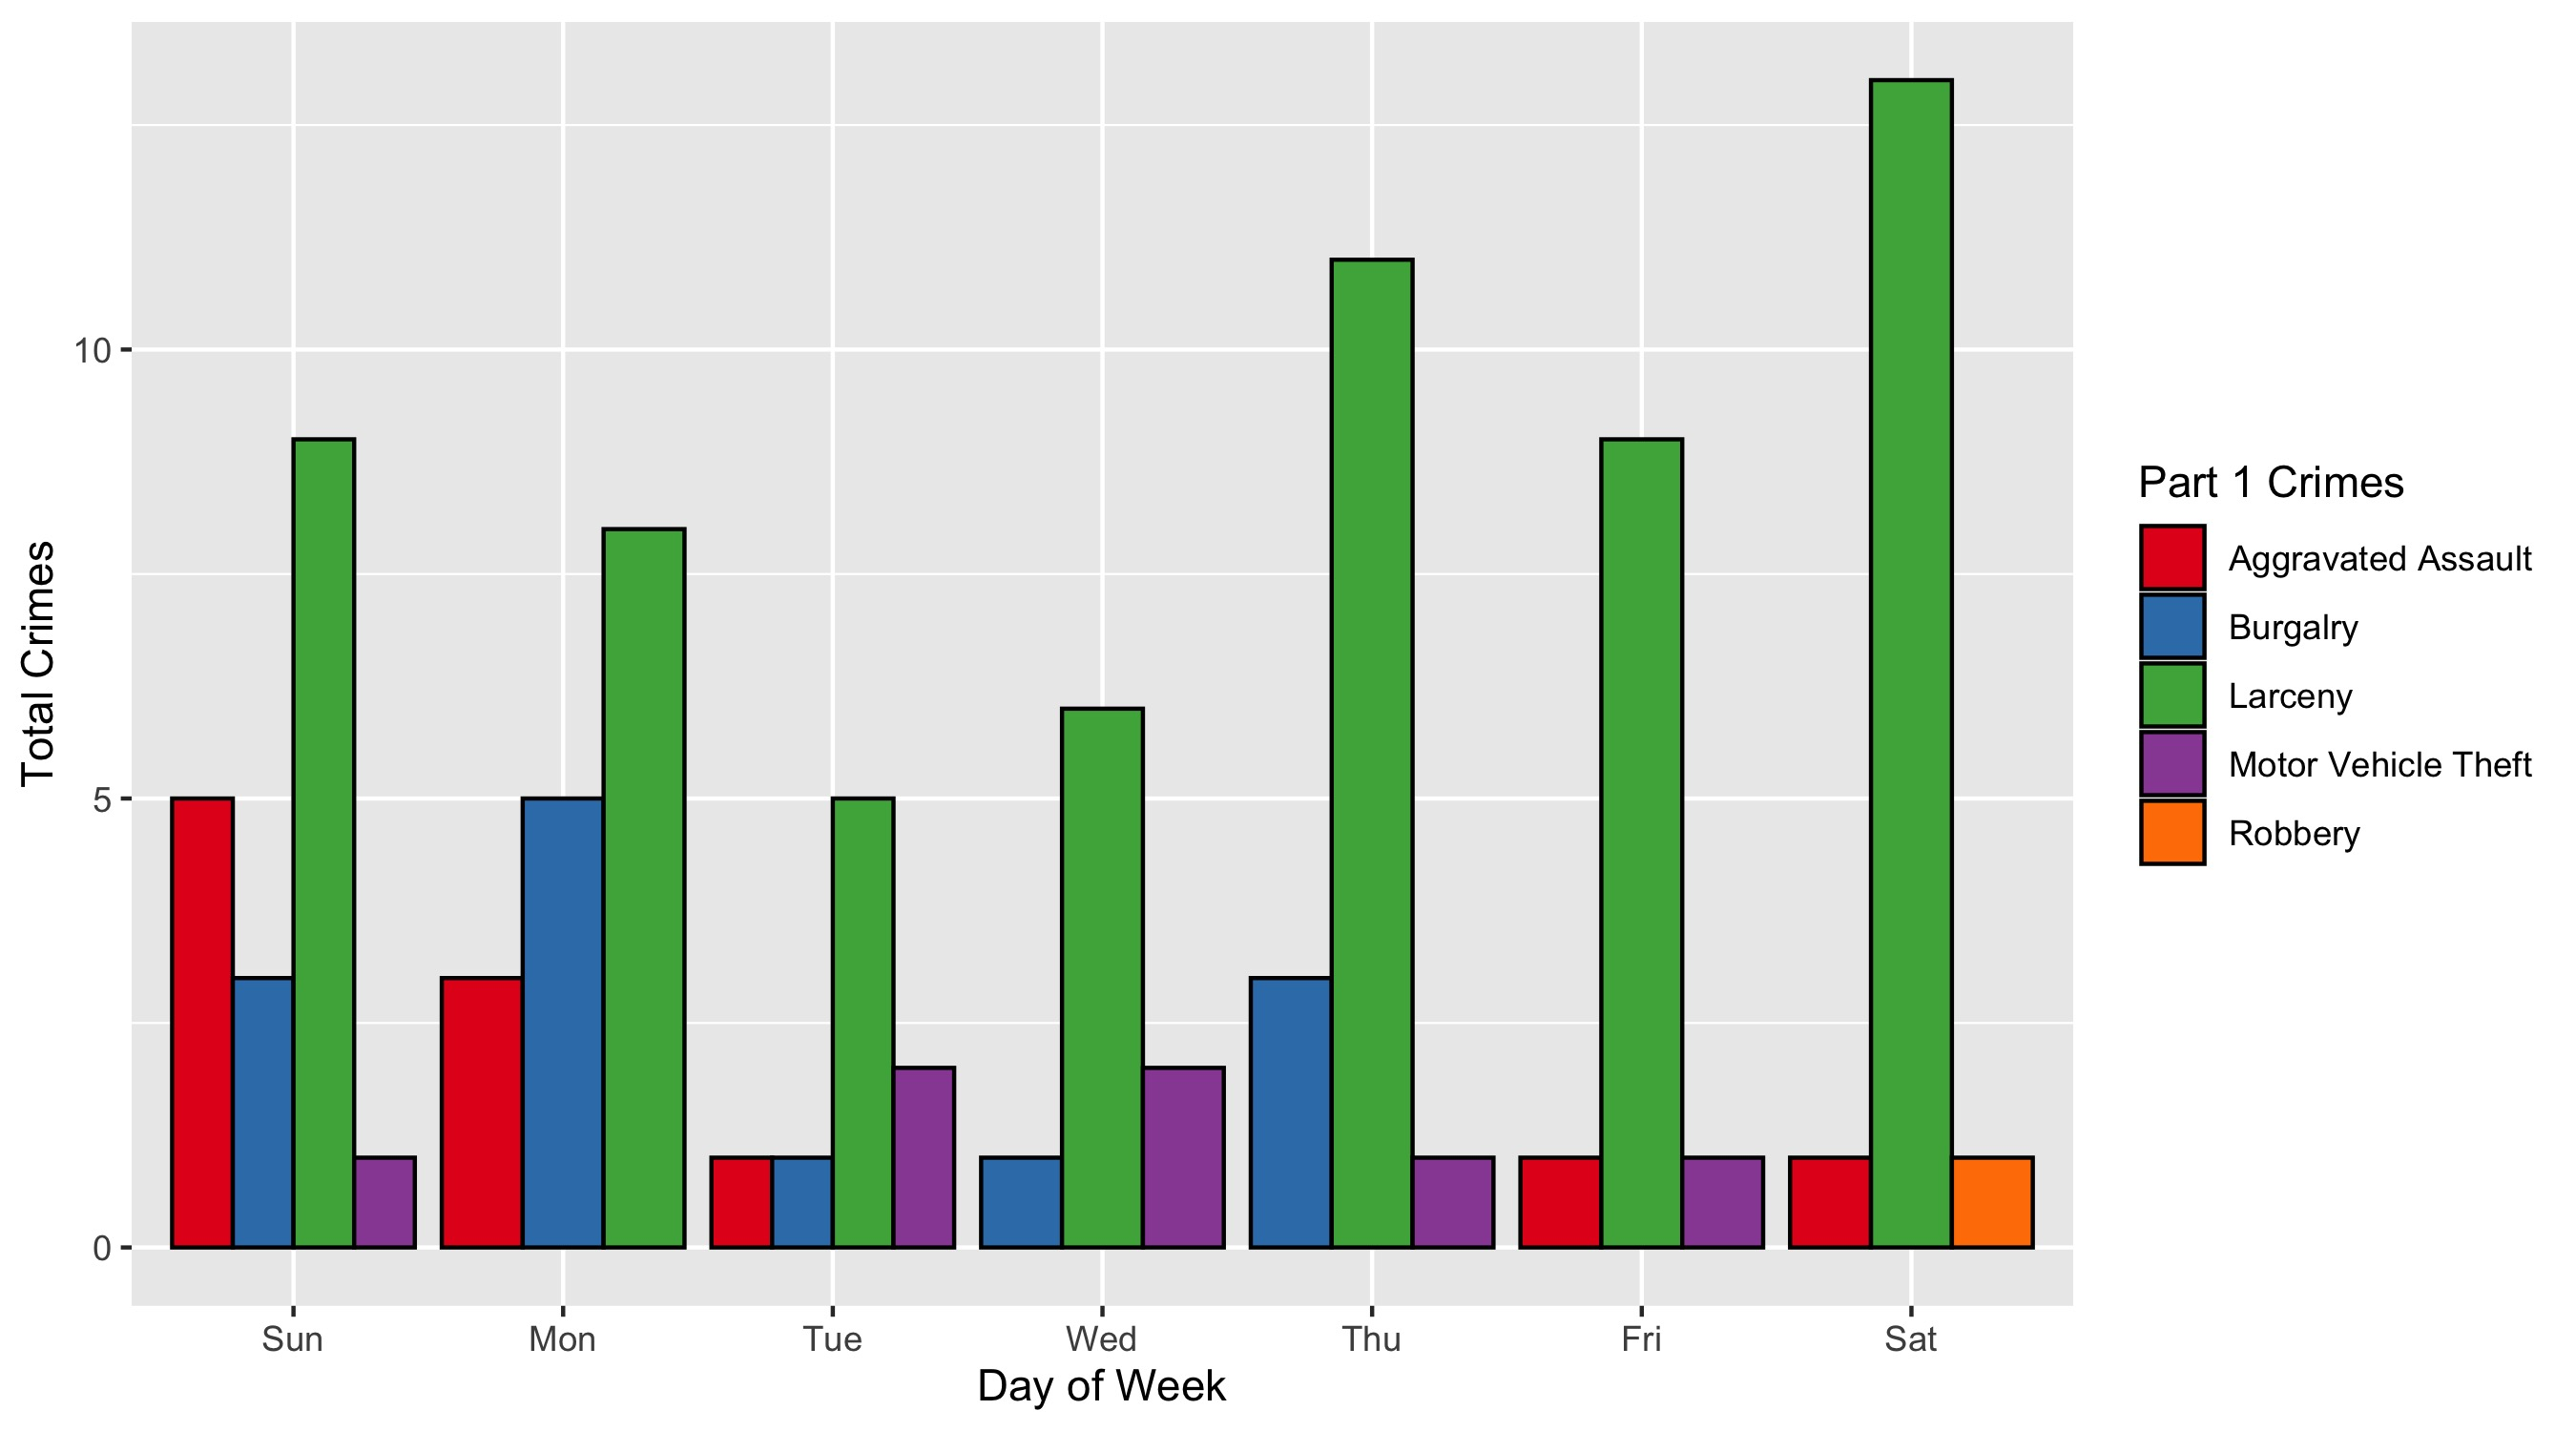 Total Crimes
10
5
0
Sun Mon Tue Wed Thu Fri Sat
Day of Week
Part 1 Crimes
Aggravated Assault
Burgalry
Larceny
Motor Vehicle Theft
Robbery